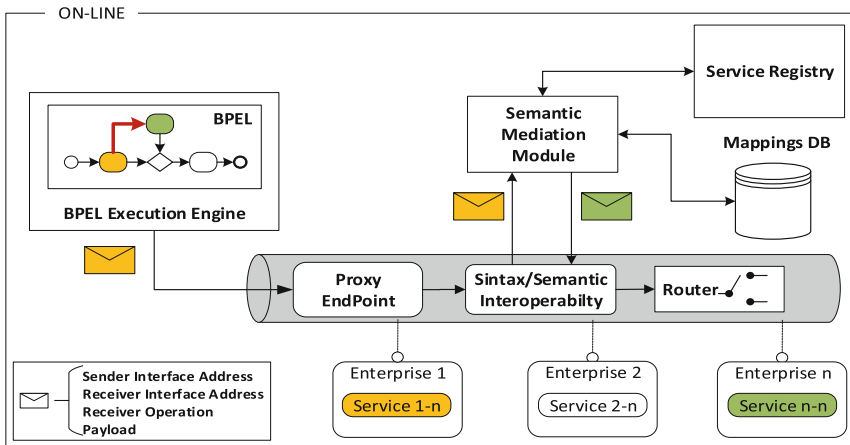 ON-LINE
Service Registry
BPEL
Semantic
Mediation
Module
Mappings DB
BPEL Execution Engine
Proxy
EndPoint
Sintax/Semantic
Interoperabilty
Router
Sender Interface Address
Receiver Interface Address
Receiver Operation
Payload
Enterprise 1
Service 1-n
Enterprise 2
Service 2-n
Enterprise n
Service n-n